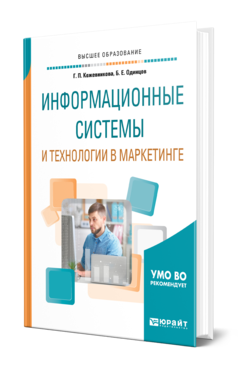 ВЫСШЕЕ ОБРАЗОВАНИЕ
Г. П. Кожевникова, Б. Е. Одинцов
ИНФОРМАЦИОННЫЕ
СИСТЕМЫ
И ТЕХНОЛОГИИ В МАРКЕТИНГЕ
УМО ВО
РЕКОМЕНДУЕТ
ЮРАЙТ